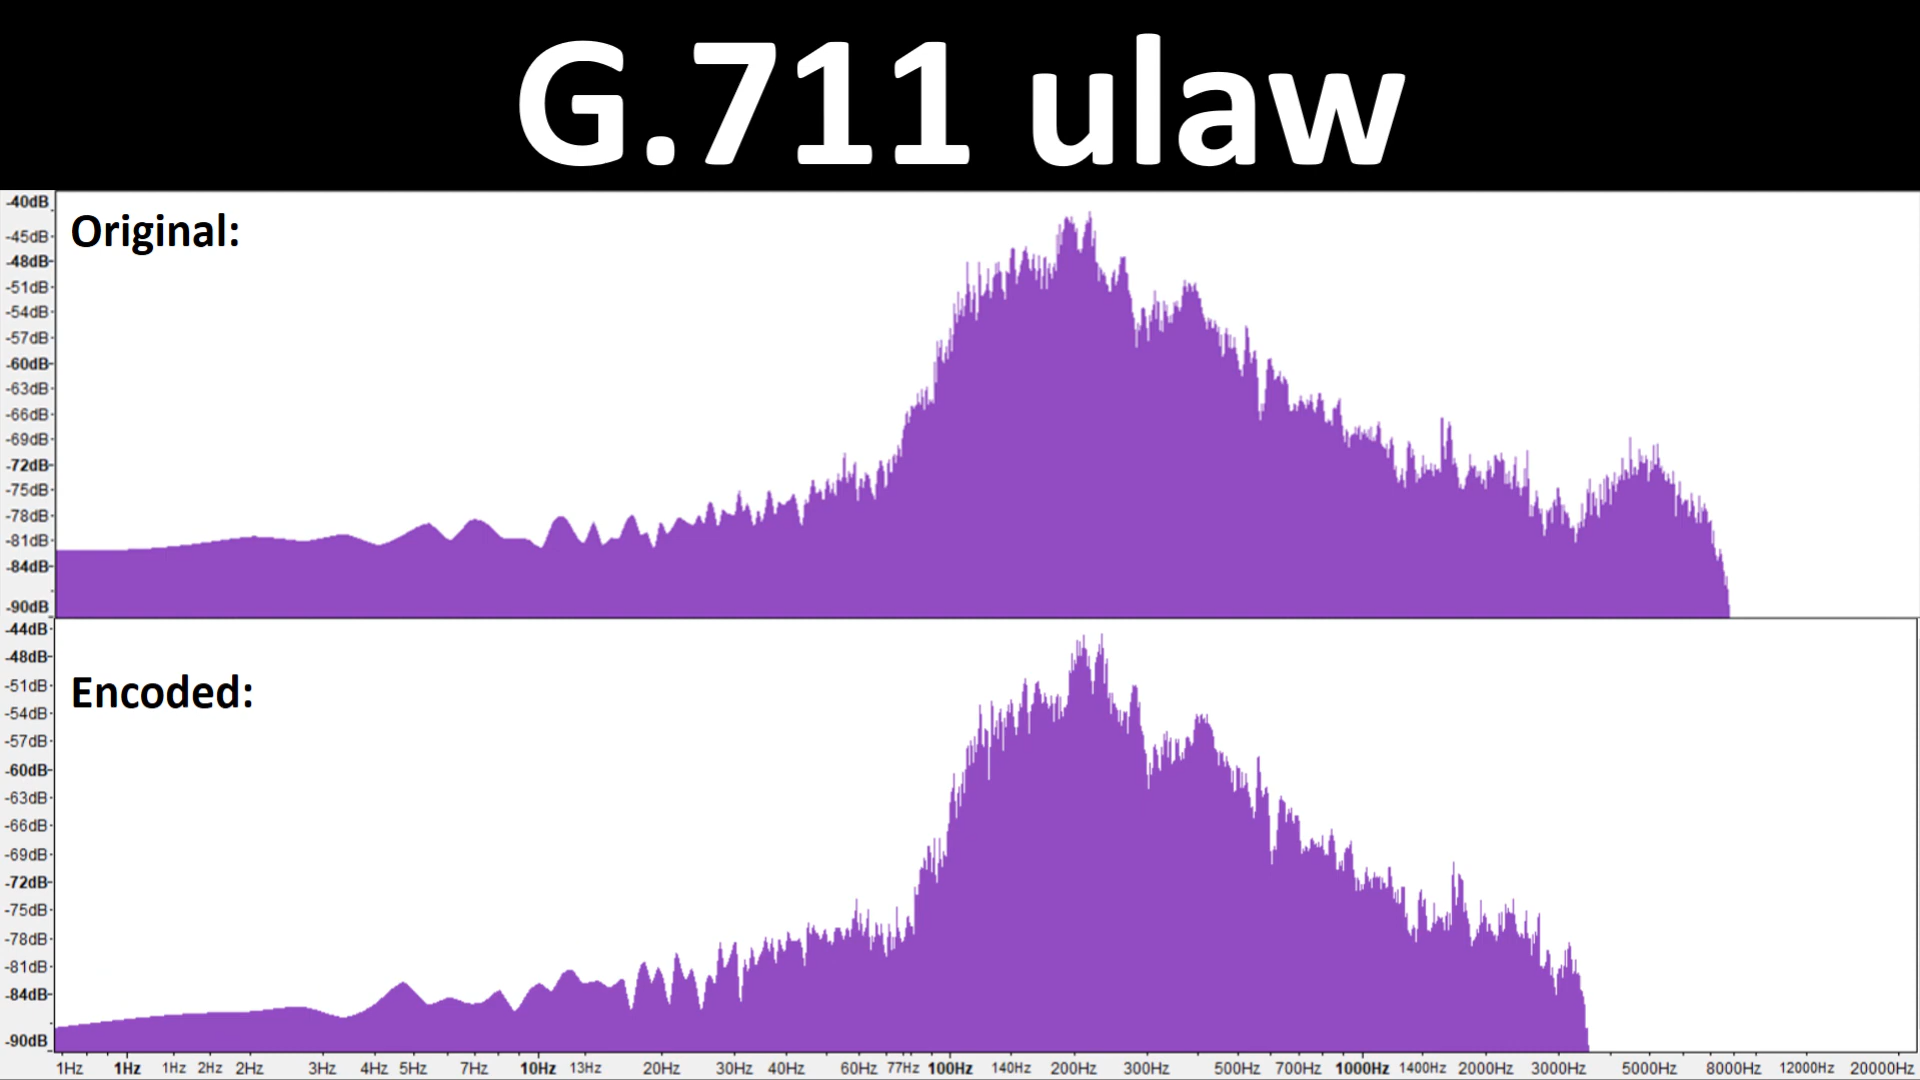 G.711 ulaw
Original:
-40dB
-45dB
-48dB
-51dB
-54dB
-57dB
-60dB
-63dB
-66dB
-69dB
-72dB
-75dB
-78dB
-81dB
-84dB
-90dB
Encoded:
-44dB
-48dB
-51dB
-54dB
-57dB
-60dB
-63dB
-66dB
-69dB
-72dB
-75dB
-78dB
-81dB
-84dB
-90dB
1Hz 1Hz 1Hz 2Hz 2Hz 3Hz 4Hz 5Hz 7Hz 10Hz 13Hz 20Hz 30Hz 40Hz 60Hz 77Hz 100Hz 140Hz 200Hz 300Hz 500Hz 700Hz 1000Hz 1400Hz 2000Hz 3000Hz 5000Hz 8000Hz 12000Hz 20000Hz